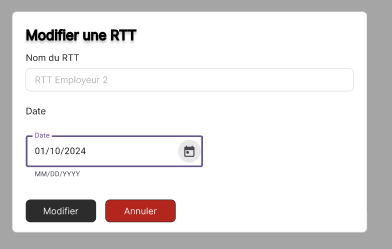 Modifier une RTT
Nom du RTT
RTT Employeur 2
Date
Date
01/10/2024
MM/DD/YYYY
Modifier Annuler